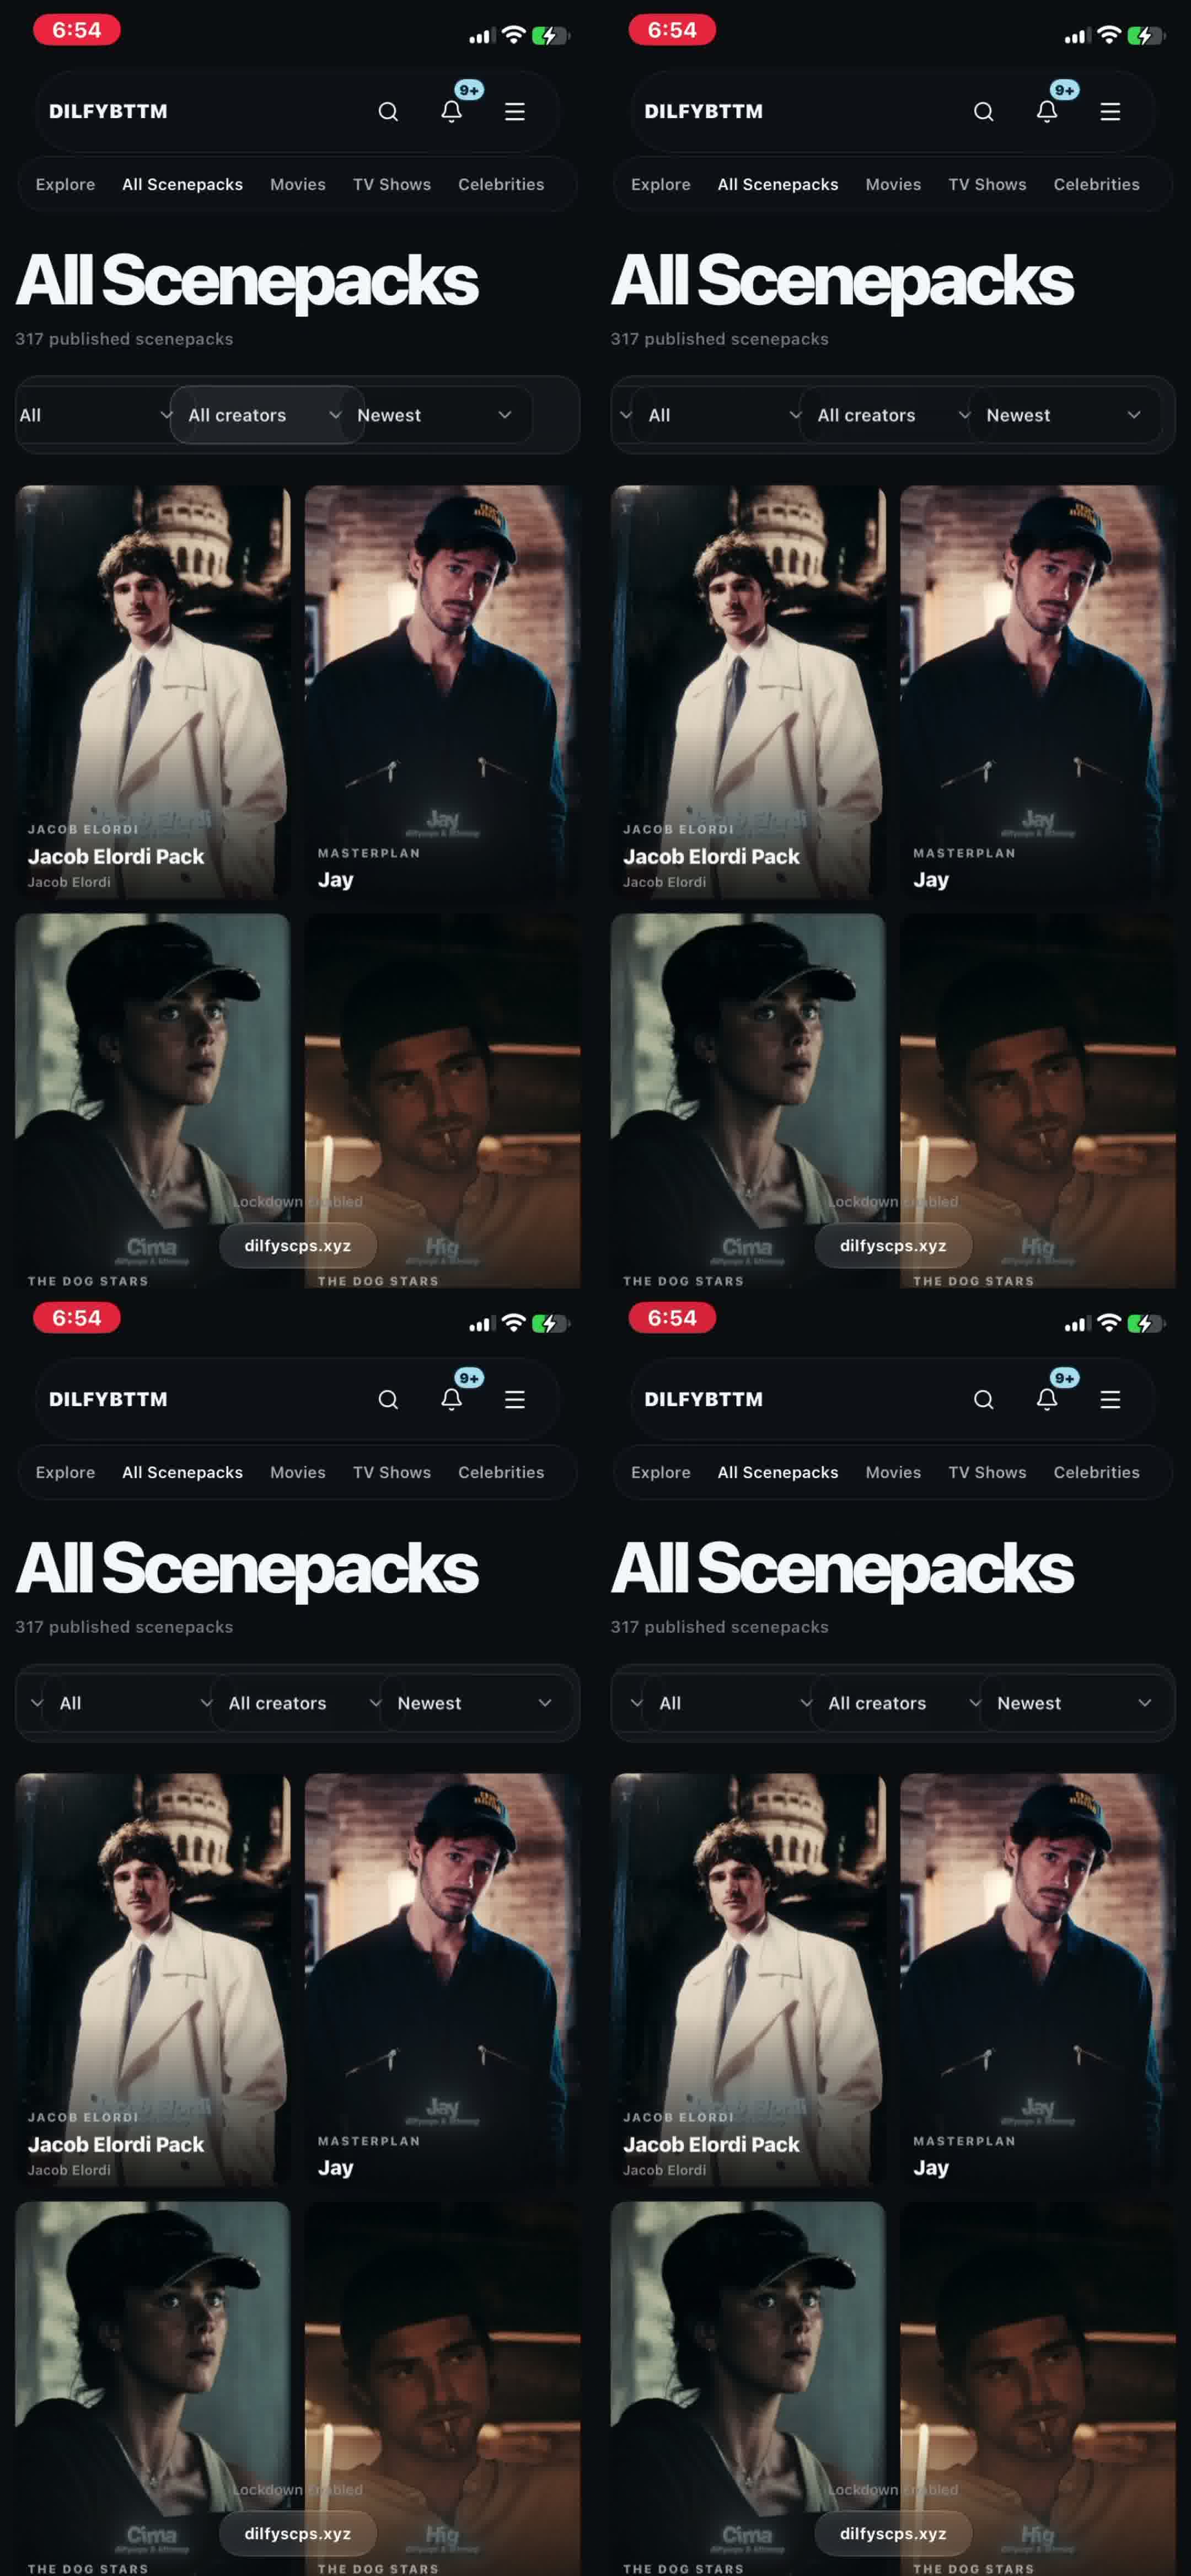 6:54
DILFYBTTM 9+
Explore All Scenepacks Movies TV Shows Celebrities
All Scenepacks
317 published scenepacks
All All creators Newest
JACOB ELORDI
Jacob Elordi Pack
Jacob Elordi
Jay
MASTERPLAN
Jay
Lockdown Enabled
Cima
Hig
dilfyscps.xyz
THE DOG STARS
THE DOG STARS
6:54
DILFYBTTM 9+
Explore All Scenepacks Movies TV Shows Celebrities
All Scenepacks
317 published scenepacks
All All creators Newest
JACOB ELORDI
Jacob Elordi Pack
Jacob Elordi
Jay
MASTERPLAN
Jay
Lockdown Enabled
Cima
Hig
dilfyscps.xyz
THE DOG STARS
THE DOG STARS
6:54
DILFYBTTM 9+
Explore All Scenepacks Movies TV Shows Celebrities
All Scenepacks
317 published scenepacks
All All creators Newest
JACOB ELORDI
Jacob Elordi Pack
Jacob Elordi
Jay
MASTERPLAN
Jay
Lockdown Enabled
Cima
Hig
dilfyscps.xyz
THE DOG STARS
THE DOG STARS
6:54
DILFYBTTM 9+
Explore All Scenepacks Movies TV Shows Celebrities
All Scenepacks
317 published scenepacks
All All creators Newest
JACOB ELORDI
Jacob Elordi Pack
Jacob Elordi
Jay
MASTERPLAN
Jay
Lockdown Enabled
Cima
Hig
dilfyscps.xyz
THE DOG STARS
THE DOG STARS